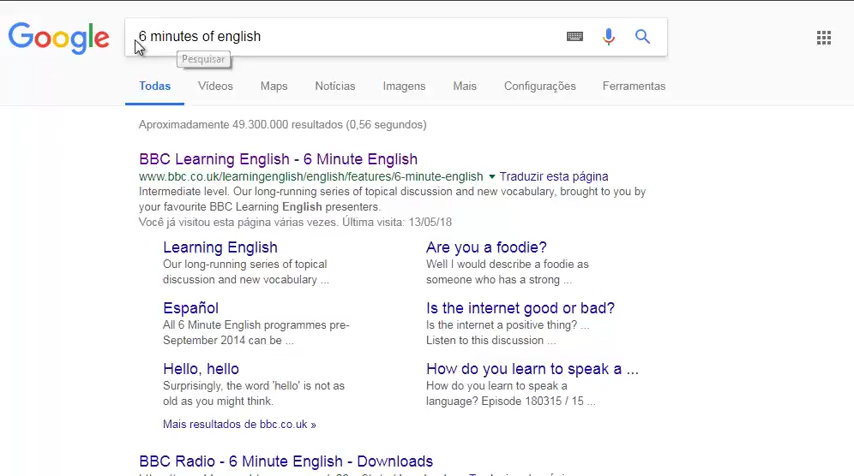 Google
6 minutes of english
Pesquisar
Todas Vídeos Maps Notícias Imagens Mais Configurações Ferramentas
Aproximadamente 49.300.000 resultados (0,56 segundos)
BBC Learning English - 6 Minute English
www.bbc.co.uk/learningenglish/english/features/6-minute-english ▼ Traduzir esta página
Intermediate level. Our long-running series of topical discussion and new vocabulary, brought to you by
your favourite BBC Learning English presenters.
Você já visitou esta página várias vezes. Última visita: 13/05/18
Learning English
Our long-running series of topical
discussion and new vocabulary ...
Are you a foodie?
Well I would describe a foodie as
someone who has a strong ...
Español
All 6 Minute English programmes pre-
September 2014 can be ...
Is the internet good or bad?
Is the internet a positive thing? ...
Listen to this discussion ...
Hello, hello
Surprisingly, the word 'hello' is not as
old as you might think.
How do you learn to speak a ...
How do you learn to speak a
language? Episode 180315 / 15 ...
Mais resultados de bbc.co.uk »
BBC Radio - 6 Minute English - Downloads